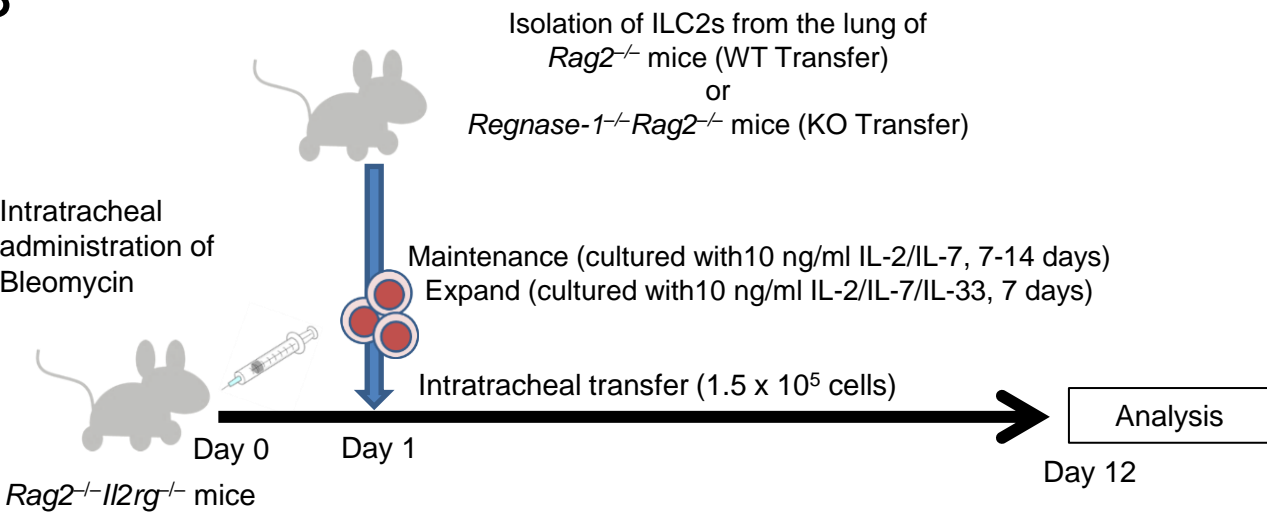 Isolation of ILC2s from the lung of
Rag2–/– mice (WT Transfer)
or
Regnase-1–/–Rag2–/– mice (KO Transfer)
Intratracheal
administration of
Bleomycin
Maintenance (cultured with10 ng/ml IL-2/IL-7, 7-14 days)
Expand (cultured with10 ng/ml IL-2/IL-7/IL-33, 7 days)
Intratracheal transfer (1.5 x 10⁵ cells)
Analysis
Day 0
Day 1
Day 12
Rag2–/–Il2rg–/– mice